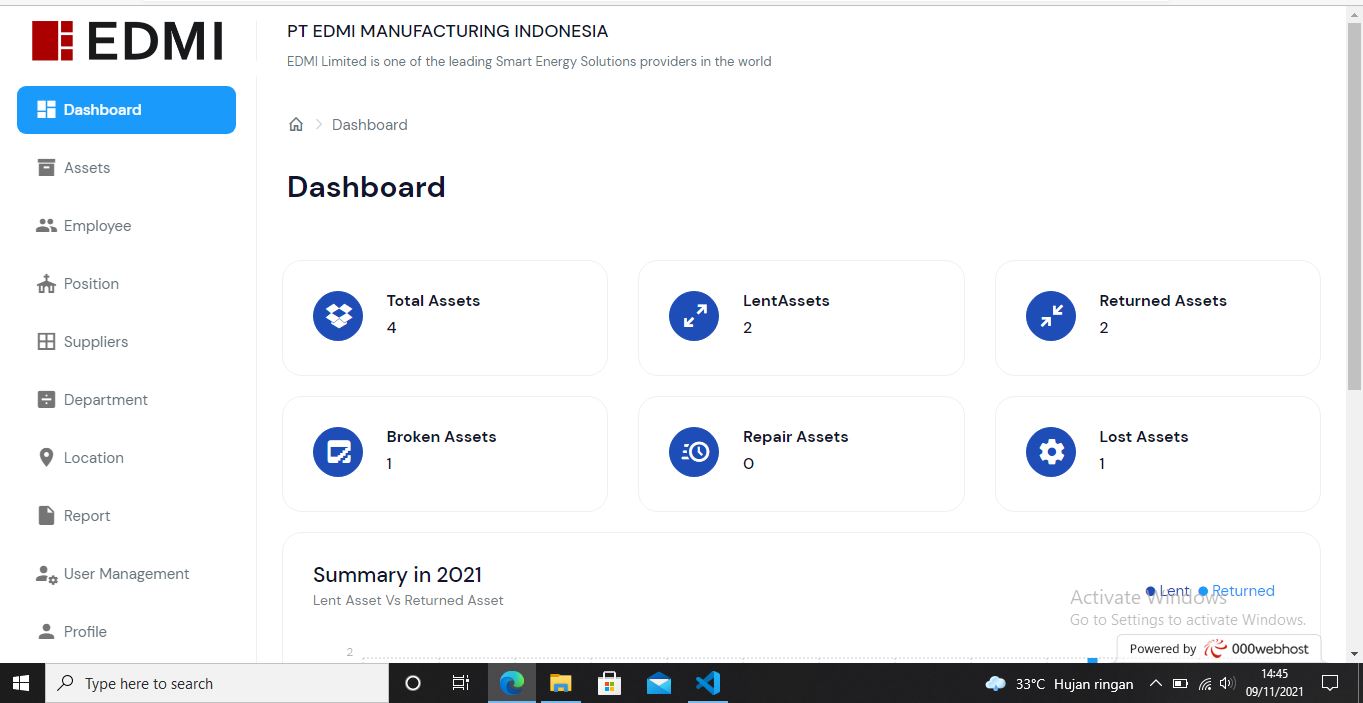 EDMI
PT EDMI MANUFACTURING INDONESIA
EDMI Limited is one of the leading Smart Energy Solutions providers in the world
Dashboard
Assets
Employee
Position
Suppliers
Department
Location
Report
User Management
Profile
Dashboard
Dashboard
Total Assets
4
LentAssets
2
Returned Assets
2
Broken Assets
1
Repair Assets
0
Lost Assets
1
Summary in 2021
Lent Asset Vs Returned Asset
Lent Returned
2
Activate Windows
Go to Settings to activate Windows.
Powered by 000webhost
Type here to search
33°C Hujan ringan
14:45
09/11/2021